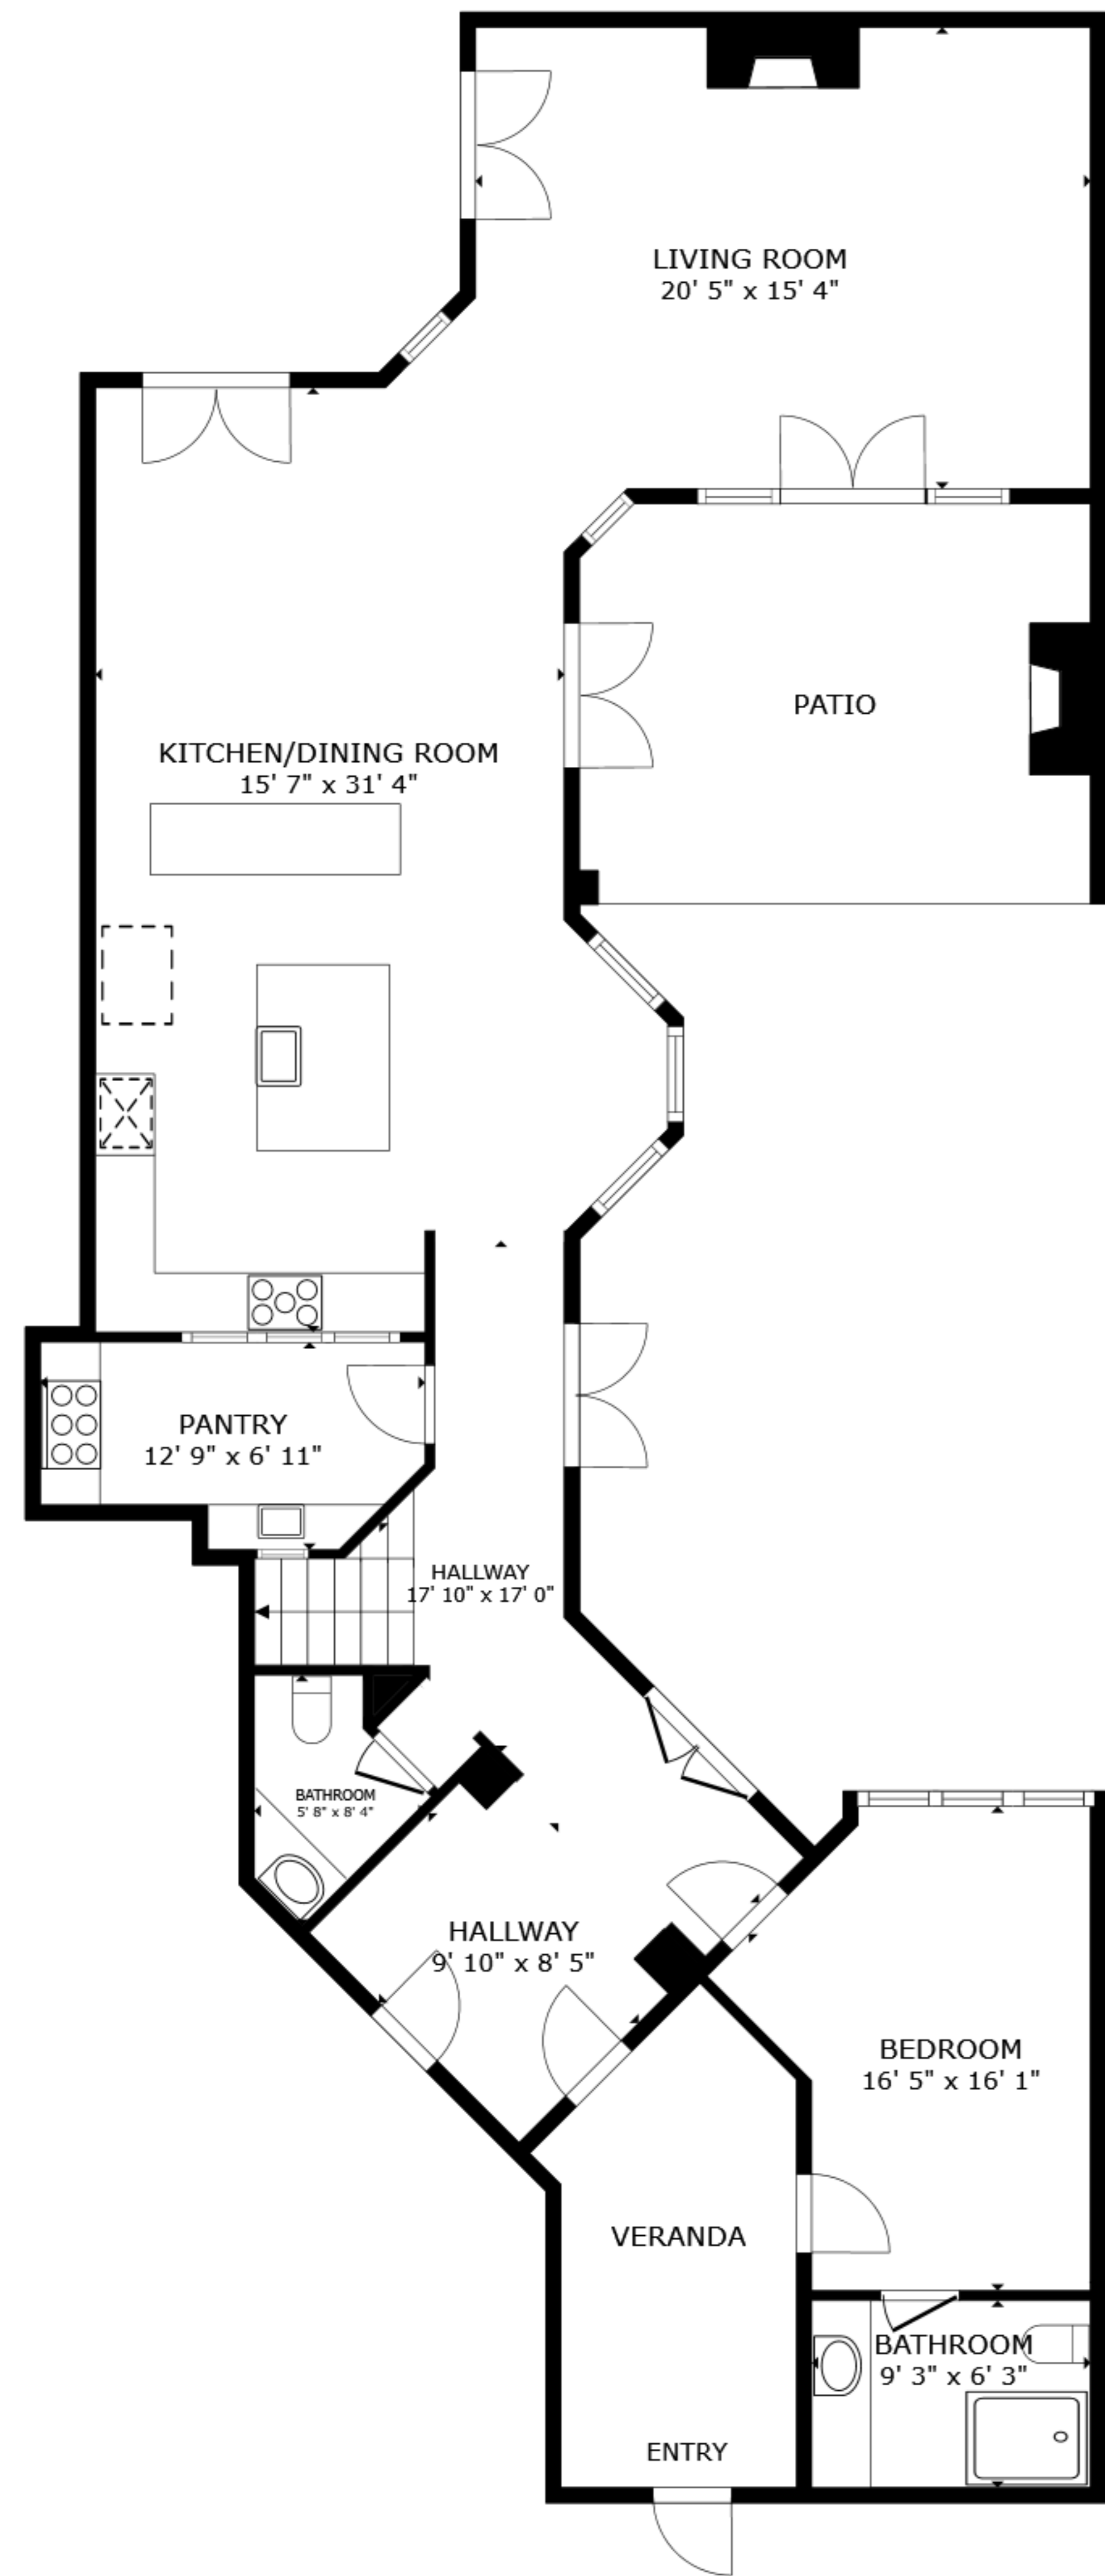 LIVING ROOM
20' 5" x 15' 4"
PATIO
KITCHEN/DINING ROOM
15' 7" x 31' 4"
PANTRY
12' 9" x 6' 11"
HALLWAY
17' 10" x 17' 0"
BATHROOM
5' 8" x 8' 4"
HALLWAY
9' 10" x 8' 5"
BEDROOM
16' 5" x 16' 1"
VERANDA
BATHROOM
9' 3" x 6' 3"
ENTRY